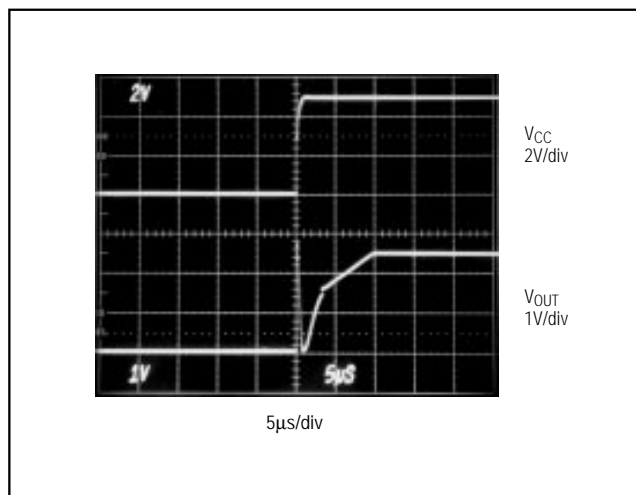 2V
VCC
2V/div
VOUT
1V/div
1V
5μS
5μs/div